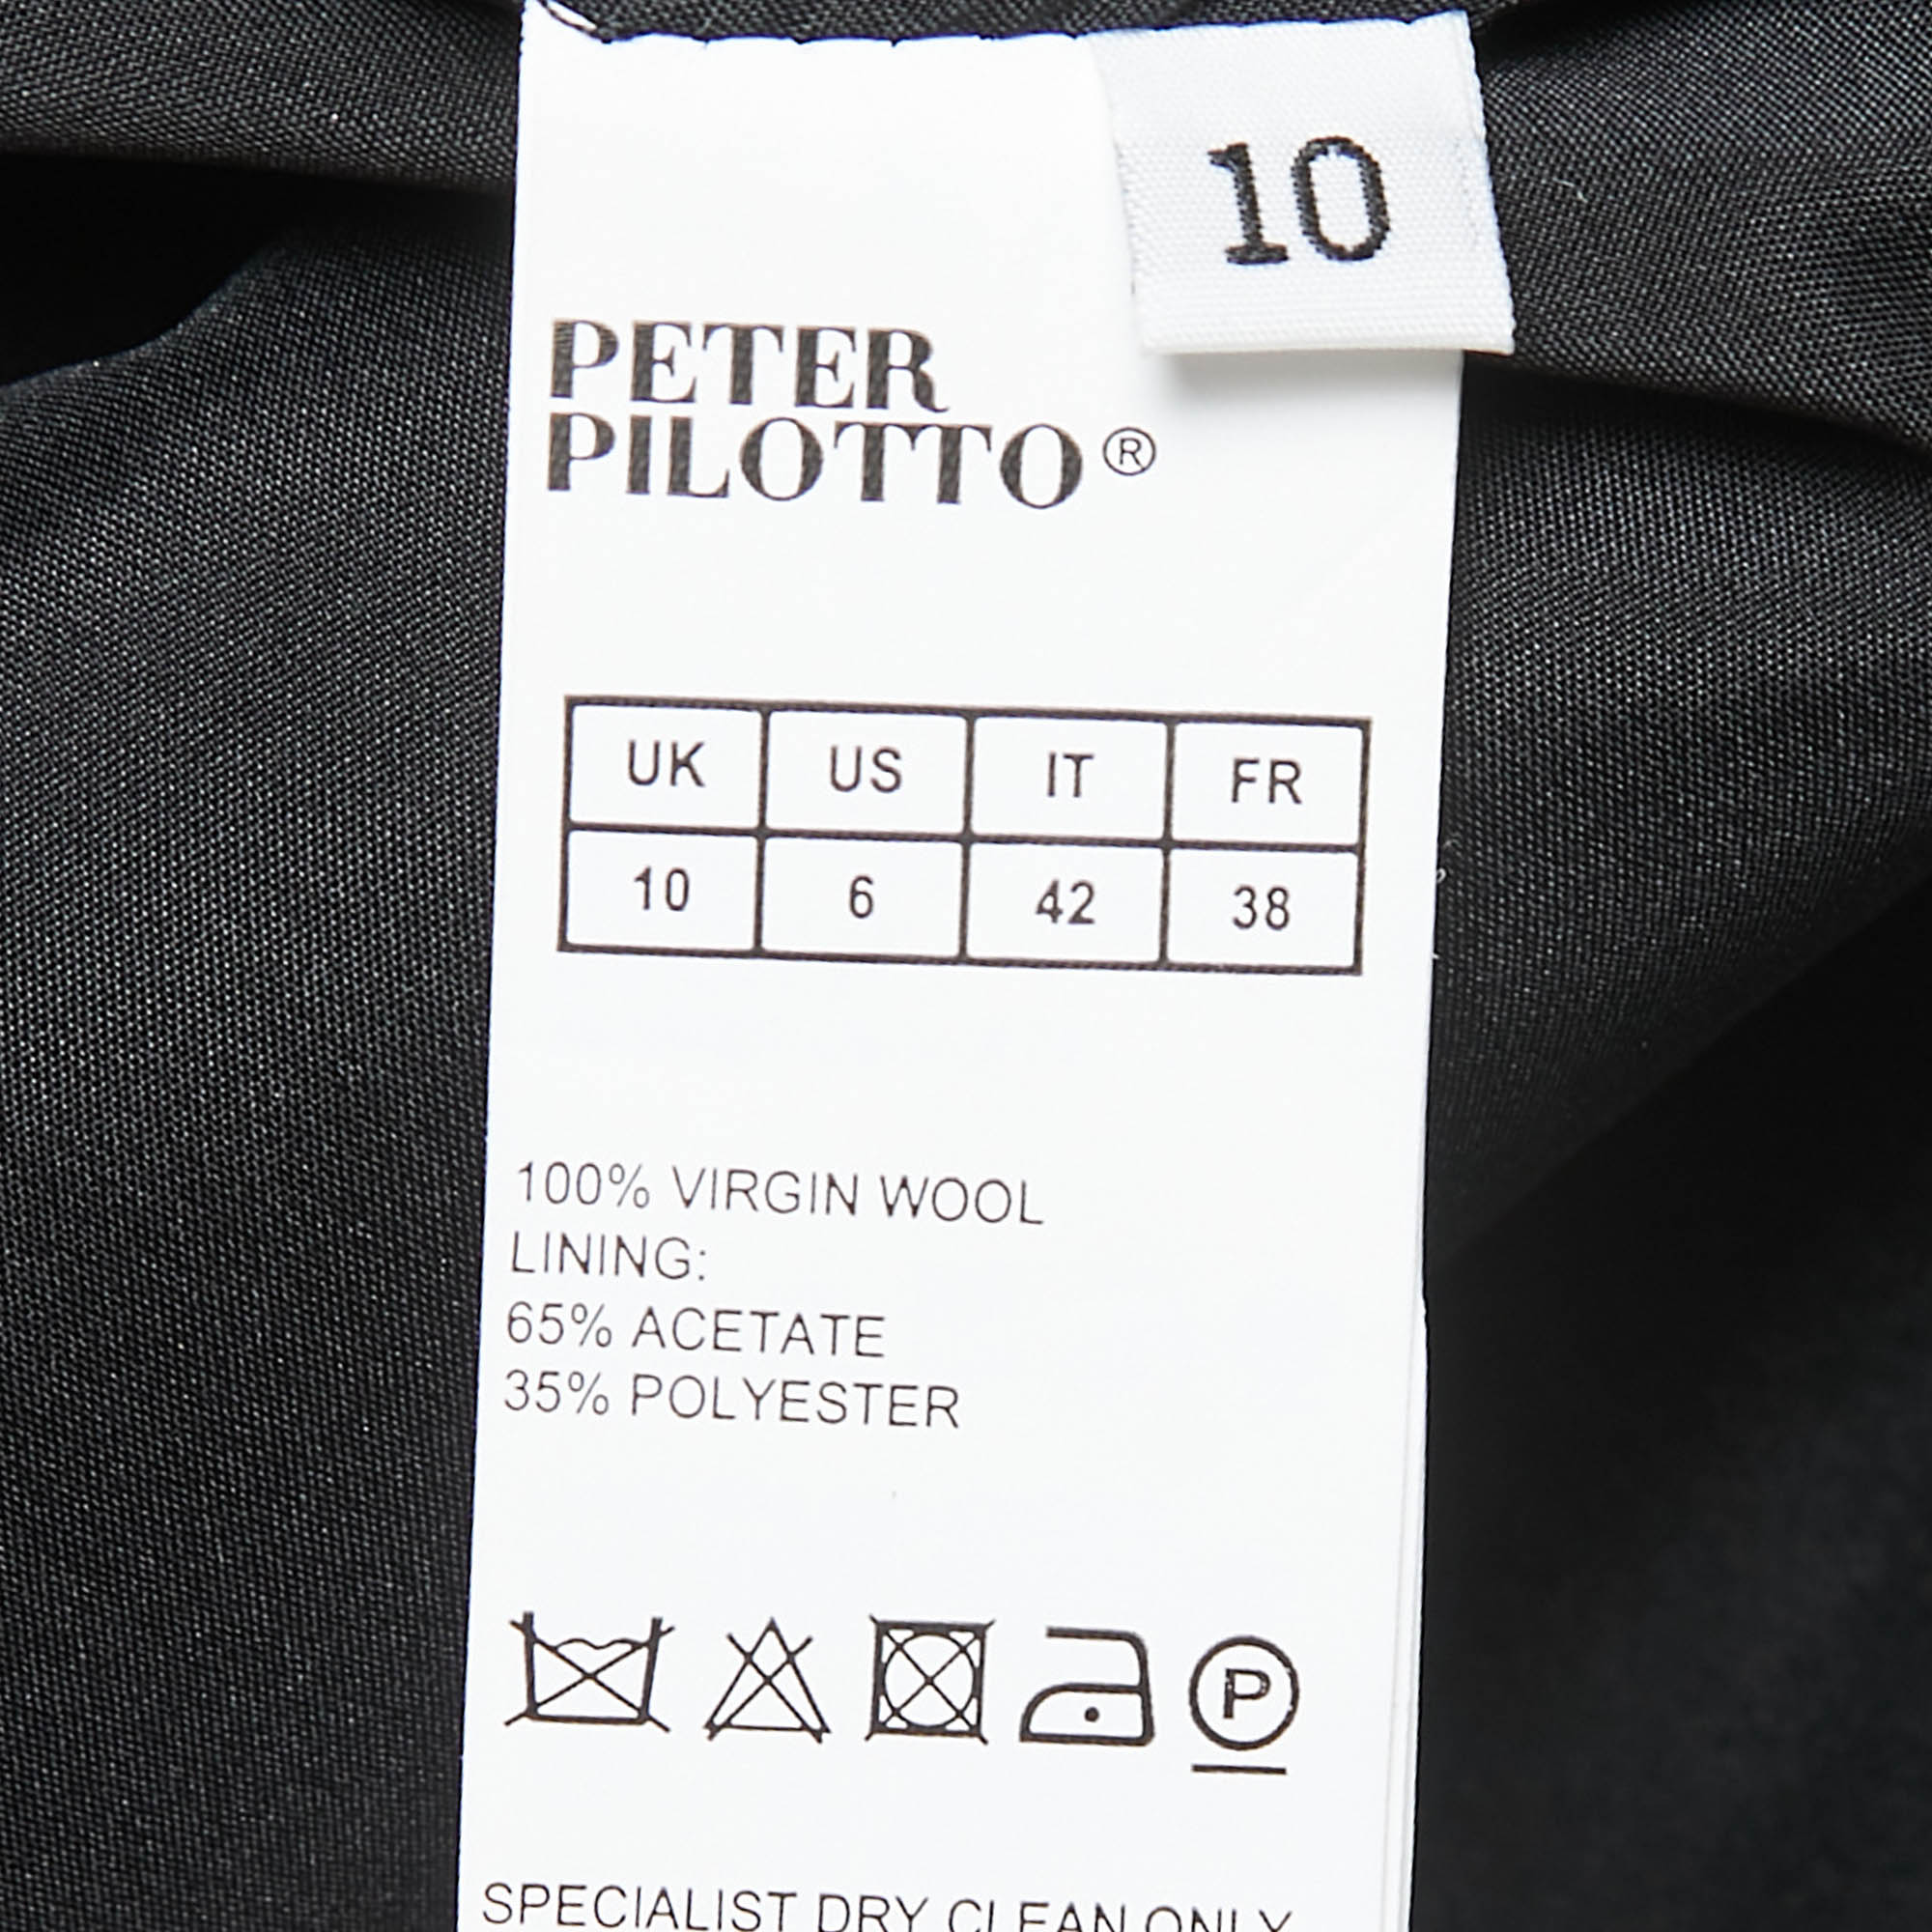 10
PETER
PILOTTO®
UK US IT FR
10 6 42 38
100% VIRGIN WOOL
LINING:
65% ACETATE
35% POLYESTER
P
SPECIALIST DRY CLEAN ONLY